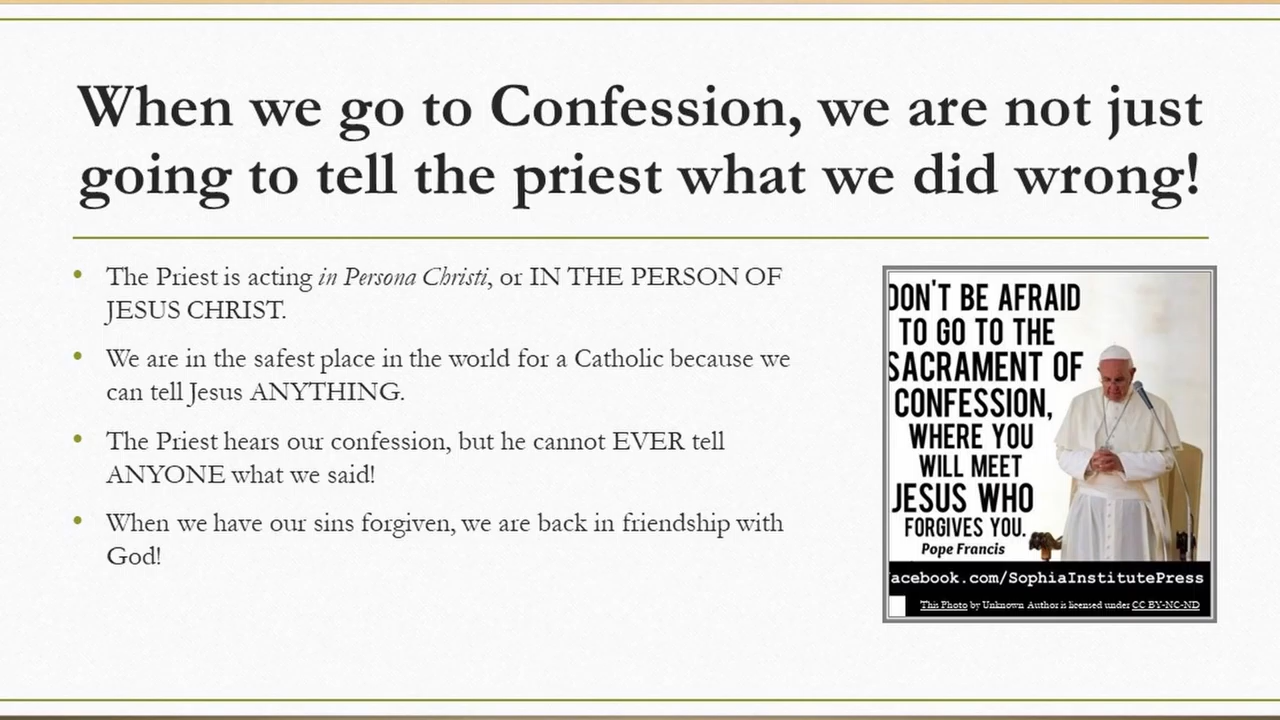 When we go to Confession, we are not just
going to tell the priest what we did wrong!
• The Priest is acting in Persona Christi, or IN THE PERSON OF
JESUS CHRIST.
• We are in the safest place in the world for a Catholic because we
can tell Jesus ANYTHING.
• The Priest hears our confession, but he cannot EVER tell
ANYONE what we said!
• When we have our sins forgiven, we are back in friendship with
God!
DON'T BE AFRAID
TO GO TO THE
SACRAMENT OF
CONFESSION,
WHERE YOU
WILL MEET
JESUS WHO
FORGIVES YOU.
Pope Francis
acebook.com/SophiaInstitutePress
This Photo by Unknown Author is licensed under CC BY-NC-ND